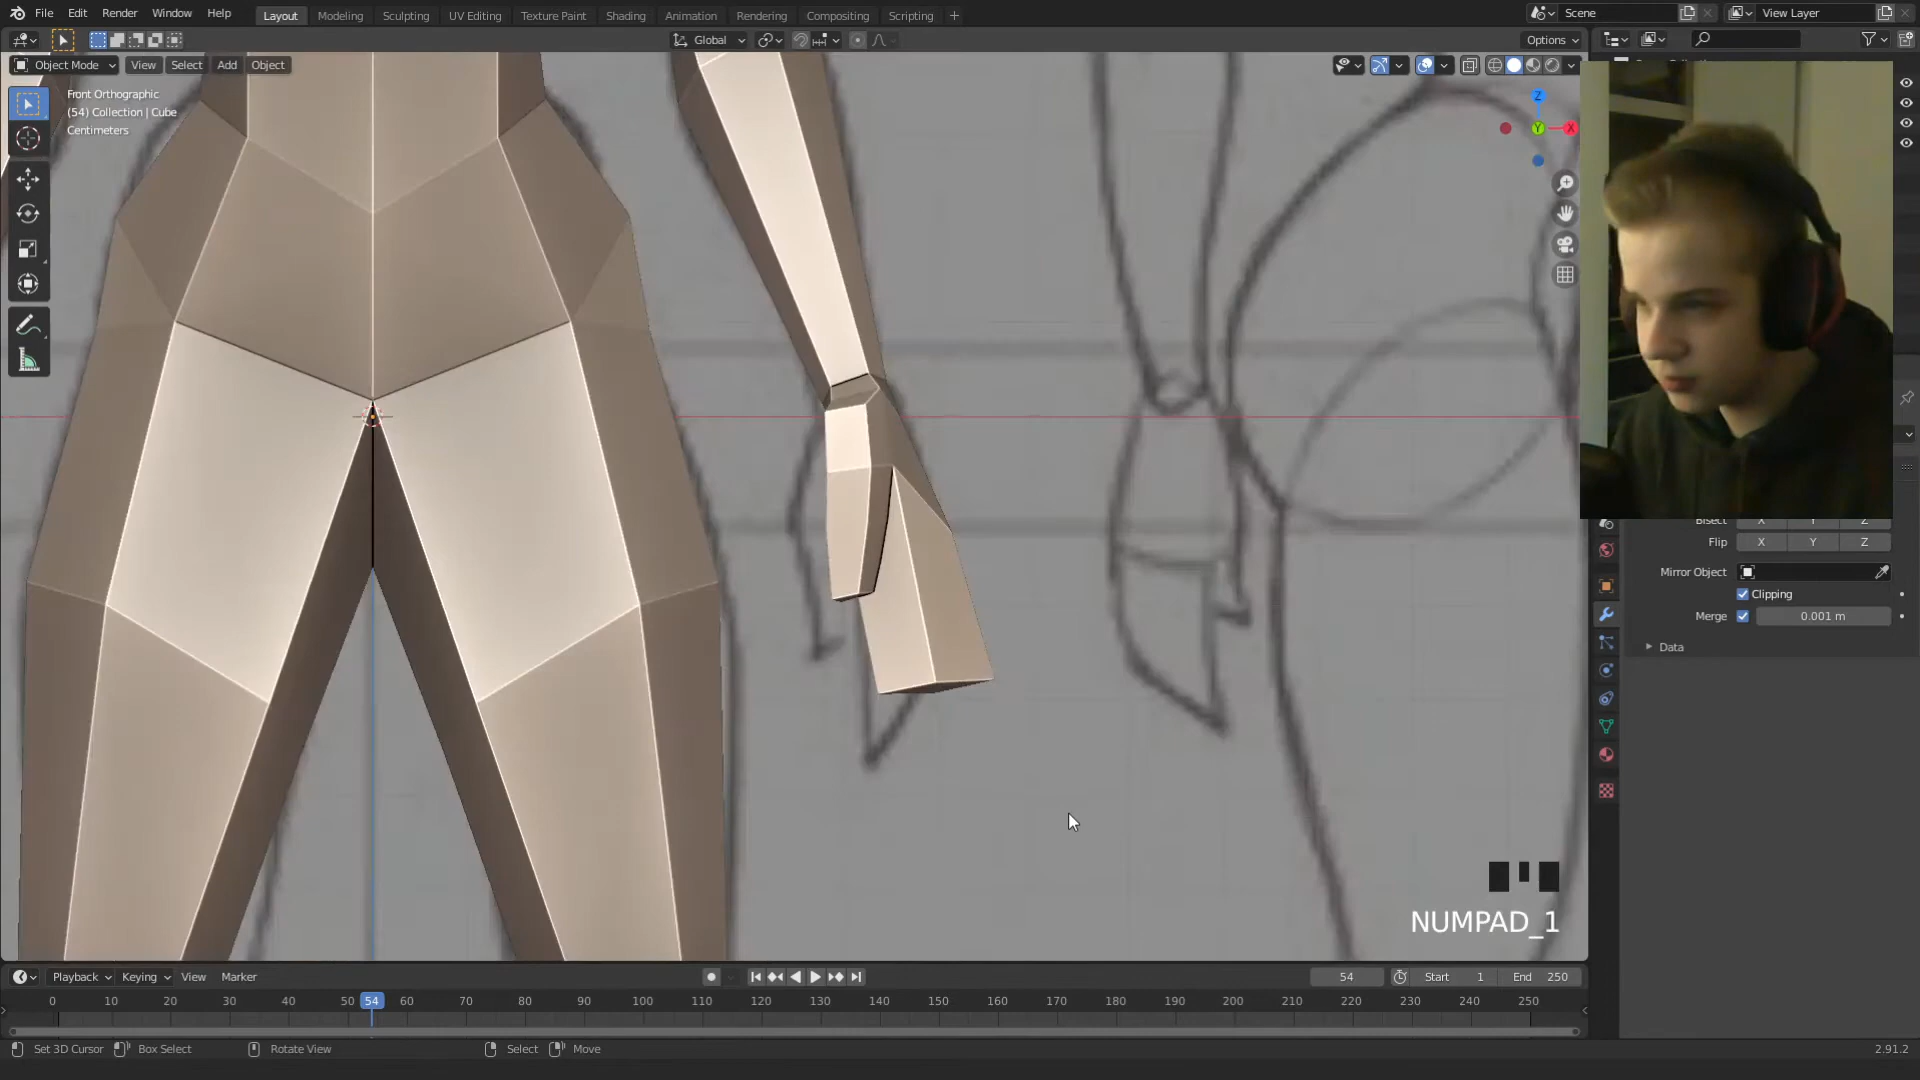 File Edit Render Window Help
Layout Modeling Sculpting UV Editing Texture Paint Shading Animation Rendering Compositing Scripting +
Scene
View Layer
Global
Options
Object Mode View Select Add Object
Front Orthographic
(54) Collection | Cube
Centimeters
Z
Y
X
Bisect X Y Z
Flip X Y Z
Mirror Object
Clipping
Merge 0.001 m
Data
NUMPAD_1
Playback Keying View Marker
54 Start 1 End 250
0 10 20 30 40 50 54 60 70 80 90 100 110 120 130 140 150 160 170 180 190 200 210 220 230 240 250
Set 3D Cursor Box Select Rotate View Select Move
2.91.2